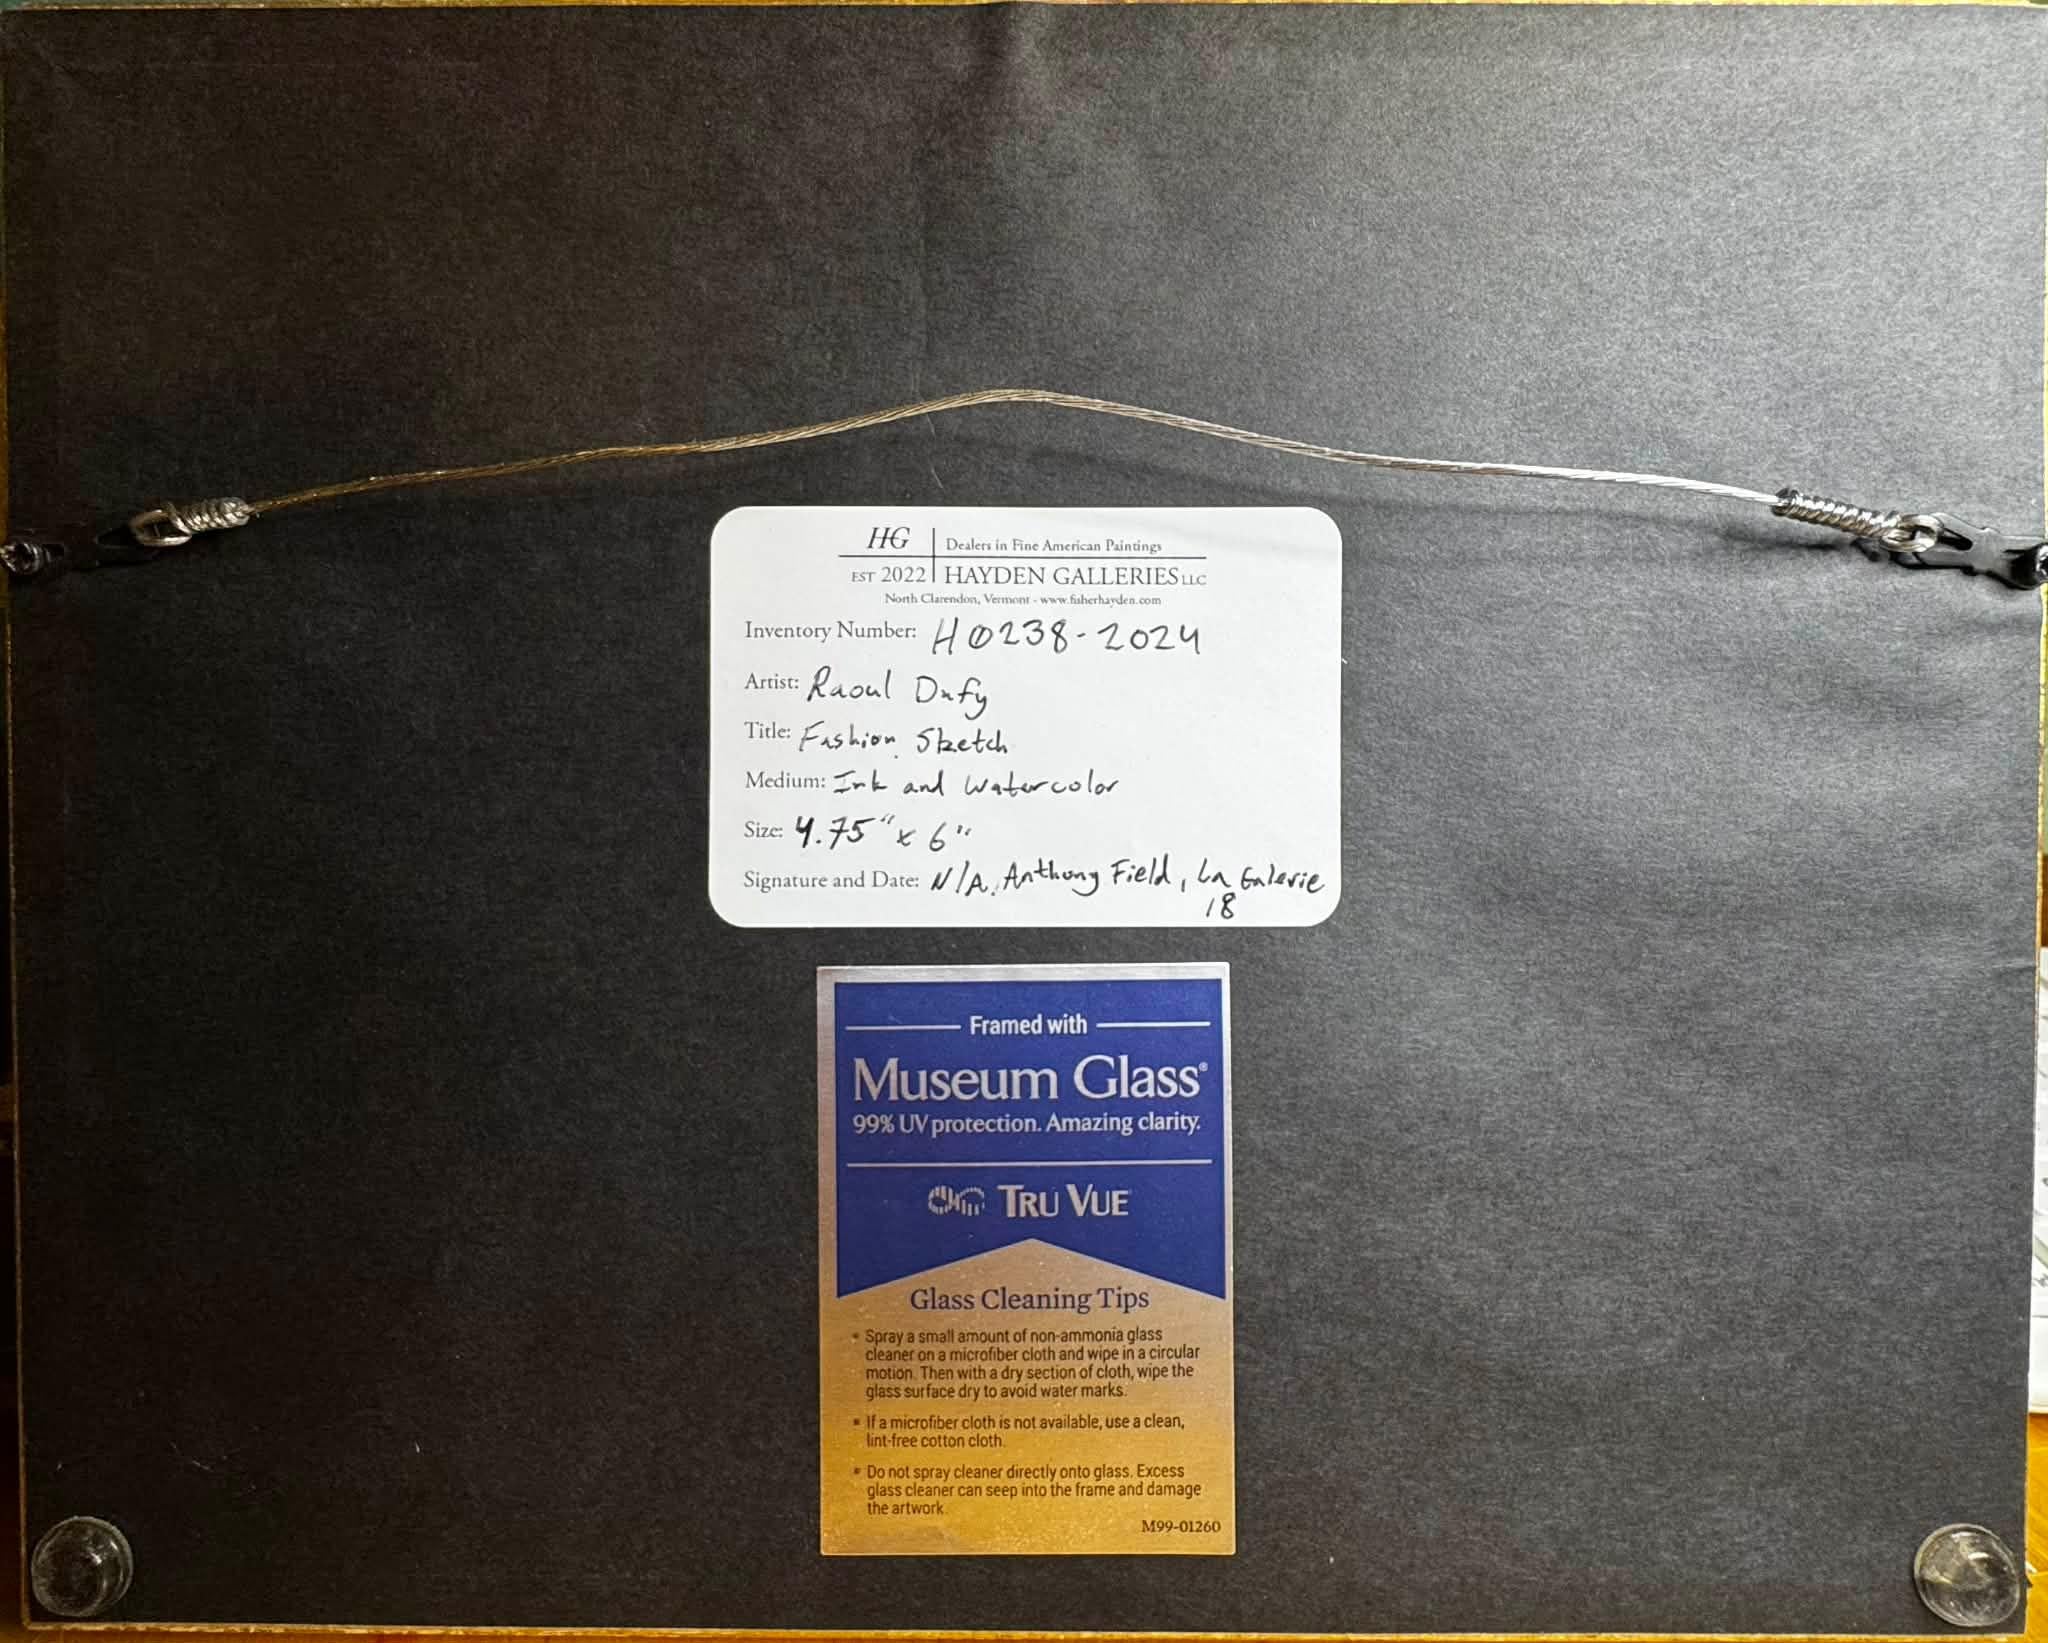 HG
Dealers in Fine American Paintings
EST 2022 HAYDEN GALLERIES LLC
North Clarendon, Vermont - www.fisherhayden.com
Inventory Number: H0238-2024
Artist: Raoul Dufy
Title: Fashion Sketch
Medium: Ink and Watercolor
Size: 4.75" x 6"
Signature and Date: N/A. Anthony Field, La Galerie
18
Framed with
Museum Glass®
99% UV protection. Amazing clarity.
TRU VUE
Glass Cleaning Tips
• Spray a small amount of non-ammonia glass
cleaner on a microfiber cloth and wipe in a circular
motion. Then with a dry section of cloth, wipe the
glass surface dry to avoid water marks.
• If a microfiber cloth is not available, use a clean,
lint-free cotton cloth.
• Do not spray cleaner directly onto glass. Excess
glass cleaner can seep into the frame and damage
the artwork.
M99-01260